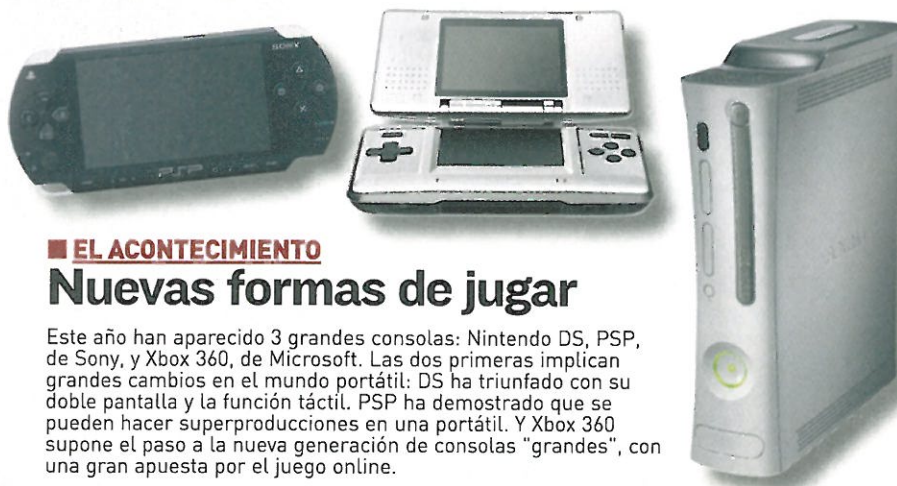 SONY
PSP
EL ACONTECIMIENTO
Nuevas formas de jugar
Este año han aparecido 3 grandes consolas: Nintendo DS, PSP,
de Sony, y Xbox 360, de Microsoft. Las dos primeras implican
grandes cambios en el mundo portátil: DS ha triunfado con su
doble pantalla y la función táctil. PSP ha demostrado que se
pueden hacer superproducciones en una portátil. Y Xbox 360
supone el paso a la nueva generación de consolas "grandes", con
una gran apuesta por el juego online.